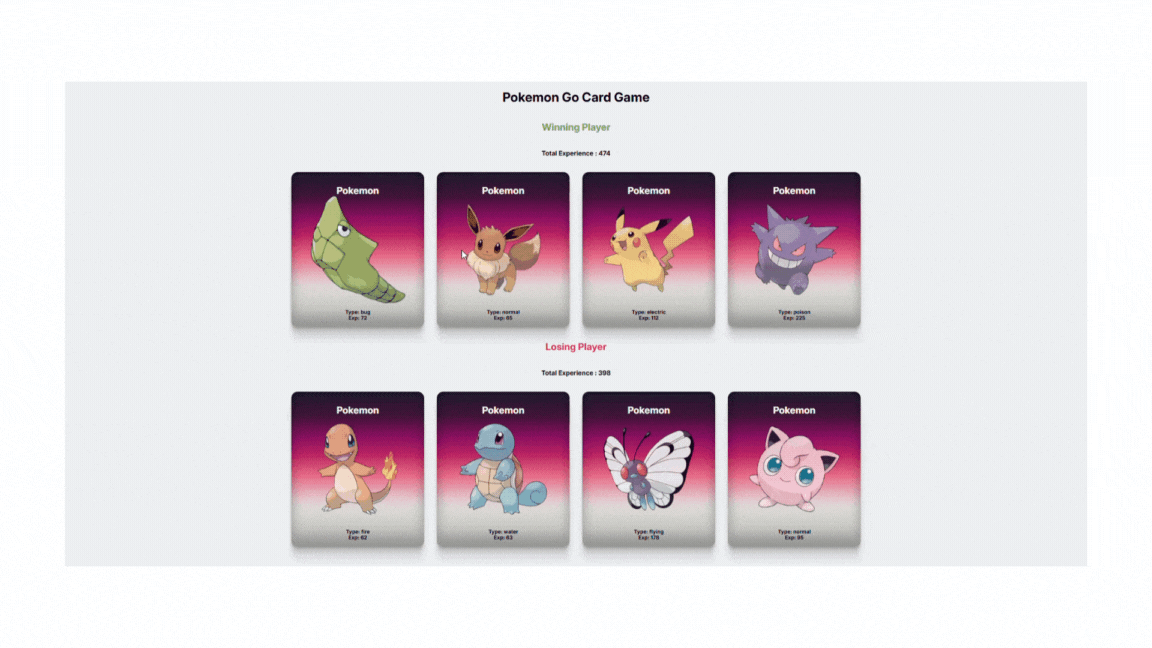 Pokemon Go Card Game
Winning Player
Total Experience : 474
Pokemon Pokemon Pokemon Pokemon
Type: bug Type: normal Type: electric Type: poison
Exp: 72 Exp: 65 Exp: 112 Exp: 225
Losing Player
Total Experience : 398
Pokemon Pokemon Pokemon Pokemon
Type: fire Type: water Type: flying Type: normal
Exp: 62 Exp: 63 Exp: 178 Exp: 95